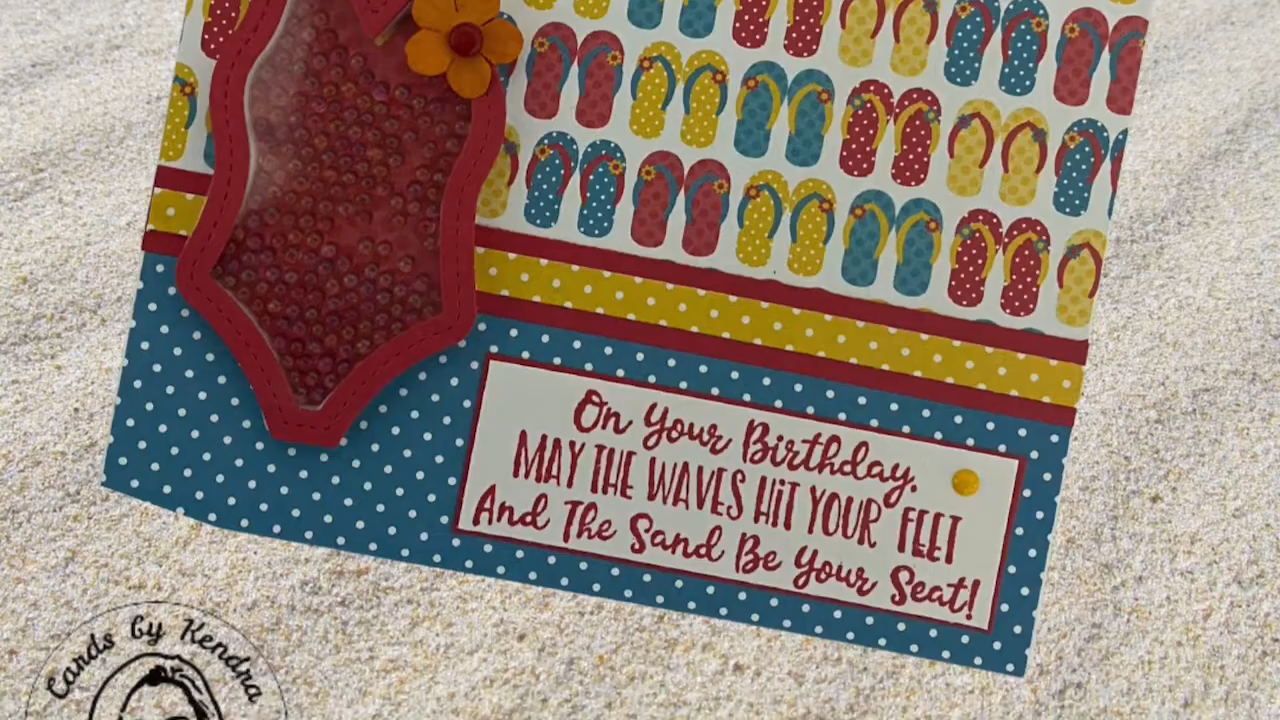 On Your Birthday,
MAY THE WAVES HiT YOUR FEET
And The Sand Be Your Seat!
Cards by Kendra